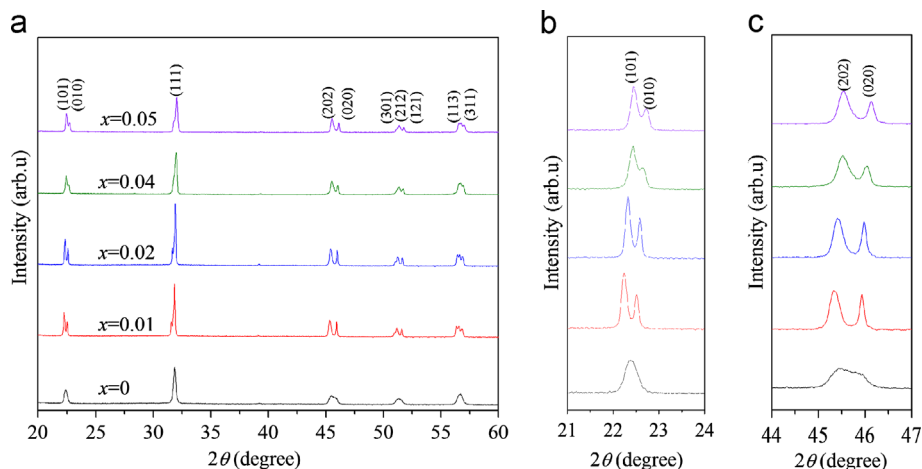 a
Intensity (arb.u)
(101)
(010)
(111)
(202)
(020)
(301)
(212)
(121)
(113)
(311)
x=0.05
x=0.04
x=0.02
x=0.01
x=0
20 25 30 35 40 45 50 55 60
2θ (degree)
b
Intensity (arb.u)
(101)
(010)
21 22 23 24
2θ (degree)
c
Intensity (arb.u)
(202)
(020)
44 45 46 47
2θ (degree)